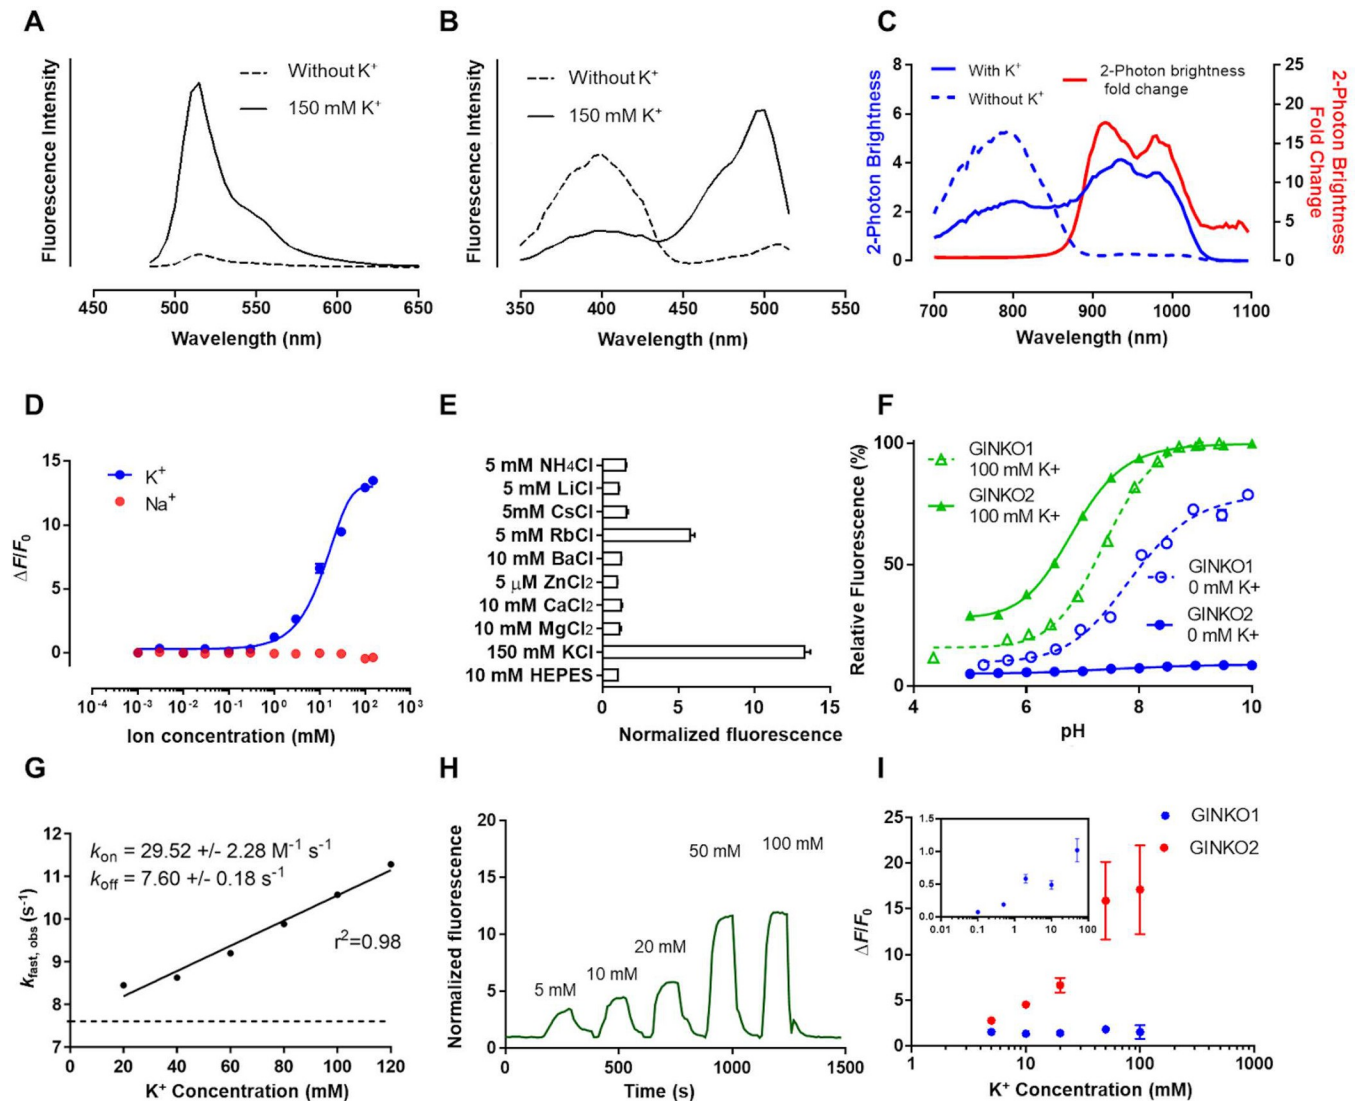 A
Fluorescence Intensity
Without K⁺
150 mM K⁺
450 500 550 600 650
Wavelength (nm)
B
Fluorescence Intensity
Without K⁺
150 mM K⁺
350 400 450 500 550
Wavelength (nm)
C
2-Photon Brightness
8
6
4
2
0
With K⁺
Without K⁺
2-Photon brightness
fold change
25
20
15
10
5
0
2-Photon Brightness
Fold Change
700 800 900 1000 1100
Wavelength (nm)
D
ΔF/F₀
15
10
5
0
K⁺
Na⁺
10⁻⁴ 10⁻³ 10⁻² 10⁻¹ 10⁰ 10¹ 10² 10³
Ion concentration (mM)
E
5 mM NH₄Cl
5 mM LiCl
5mM CsCl
5 mM RbCl
10 mM BaCl
5 μM ZnCl₂
10 mM CaCl₂
10 mM MgCl₂
150 mM KCl
10 mM HEPES
0 5 10 15
Normalized fluorescence
F
Relative Fluorescence (%)
100
50
0
GINKO1
100 mM K+
GINKO2
100 mM K+
GINKO1
0 mM K+
GINKO2
0 mM K+
4 6 8 10
pH
G
k fast, obs (s⁻¹)
12
11
10
9
8
7
kon = 29.52 +/- 2.28 M⁻¹ s⁻¹
koff = 7.60 +/- 0.18 s⁻¹
r²=0.98
0 20 40 60 80 100 120
K⁺ Concentration (mM)
H
Normalized fluorescence
20
15
10
5
0
5 mM
10 mM
20 mM
50 mM
100 mM
0 500 1000 1500
Time (s)
I
ΔF/F₀
25
20
15
10
5
0
1.5
1.0
0.5
0.0
0.01 0.1 1 10 100
GINKO1
GINKO2
1 10 100 1000
K⁺ Concentration (mM)